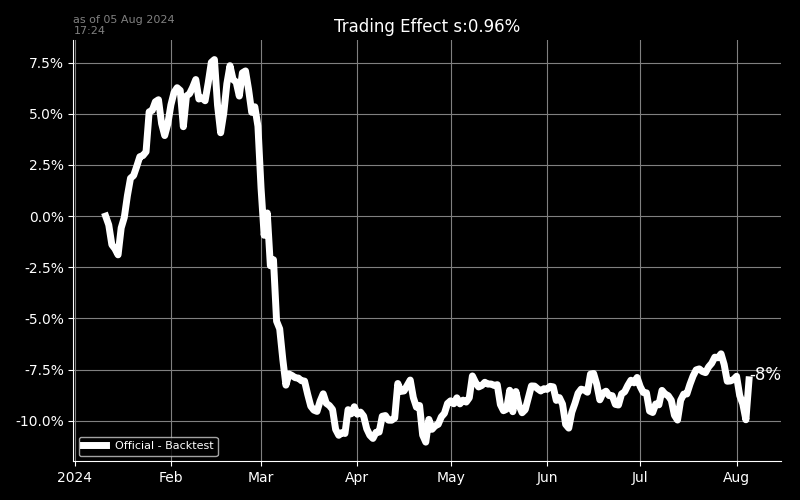 as of 05 Aug 2024
17:24
Trading Effect s:0.96%
7.5%
5.0%
2.5%
0.0%
-2.5%
-5.0%
-7.5%
-10.0%
-8%
Official - Backtest
2024 Feb Mar Apr May Jun Jul Aug